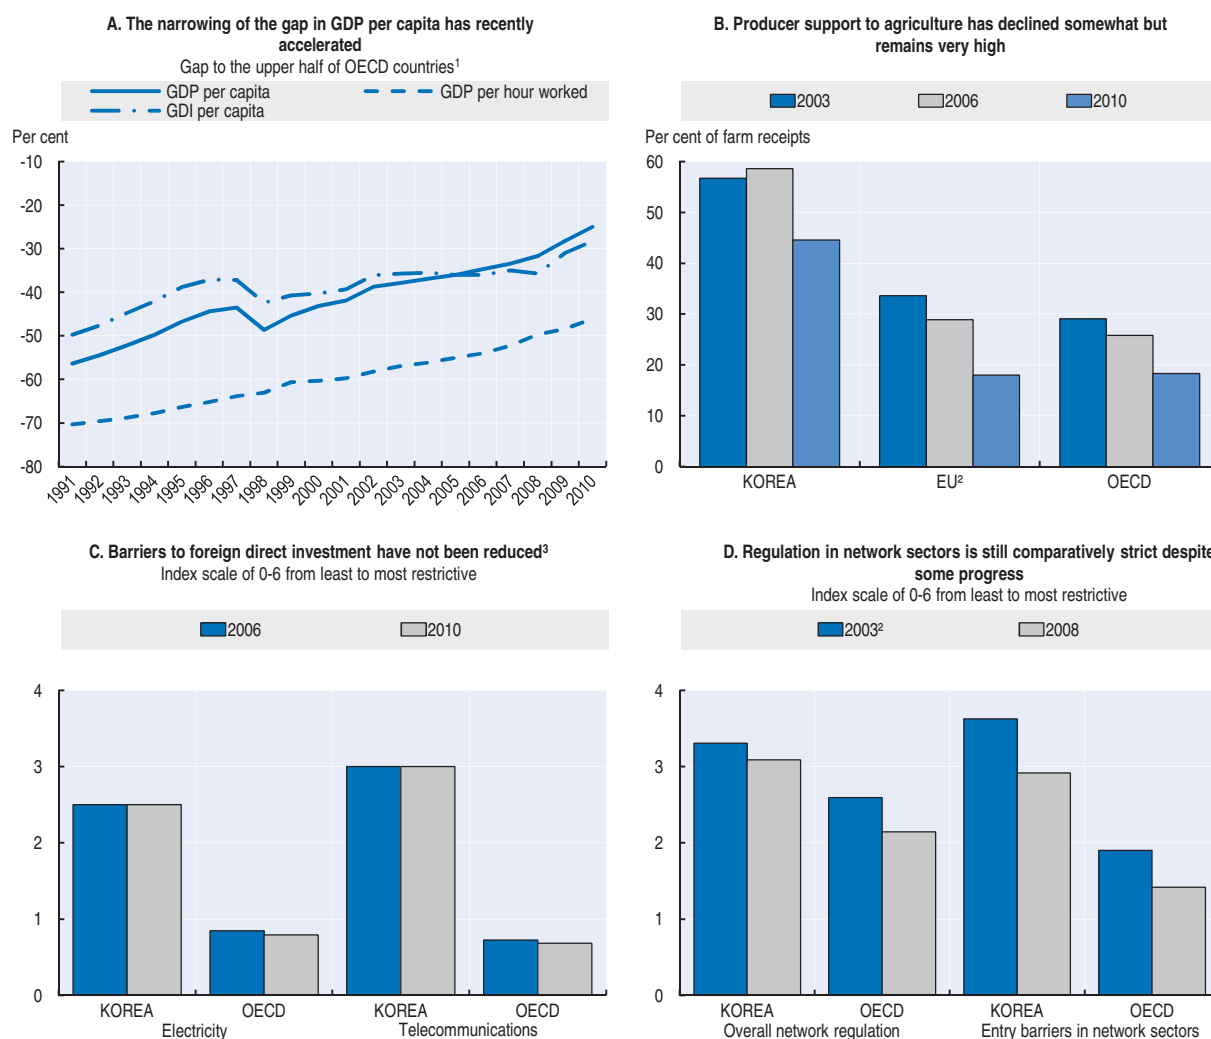 A. The narrowing of the gap in GDP per capita has recently
accelerated
Gap to the upper half of OECD countries¹
GDP per capita
GDP per hour worked
GDI per capita
Per cent
-10
-20
-30
-40
-50
-60
-70
-80
1991
1992
1993
1994
1995
1996
1997
1998
1999
2000
2001
2002
2003
2004
2005
2006
2007
2008
2009
2010
B. Producer support to agriculture has declined somewhat but
remains very high
2003
2006
2010
Per cent of farm receipts
60
50
40
30
20
10
0
KOREA
EU²
OECD
C. Barriers to foreign direct investment have not been reduced³
Index scale of 0-6 from least to most restrictive
2006
2010
4
3
2
1
0
KOREA
OECD
KOREA
OECD
Electricity
Telecommunications
D. Regulation in network sectors is still comparatively strict despite
some progress
Index scale of 0-6 from least to most restrictive
2003²
2008
4
3
2
1
0
KOREA
OECD
KOREA
OECD
Overall network regulation
Entry barriers in network sectors